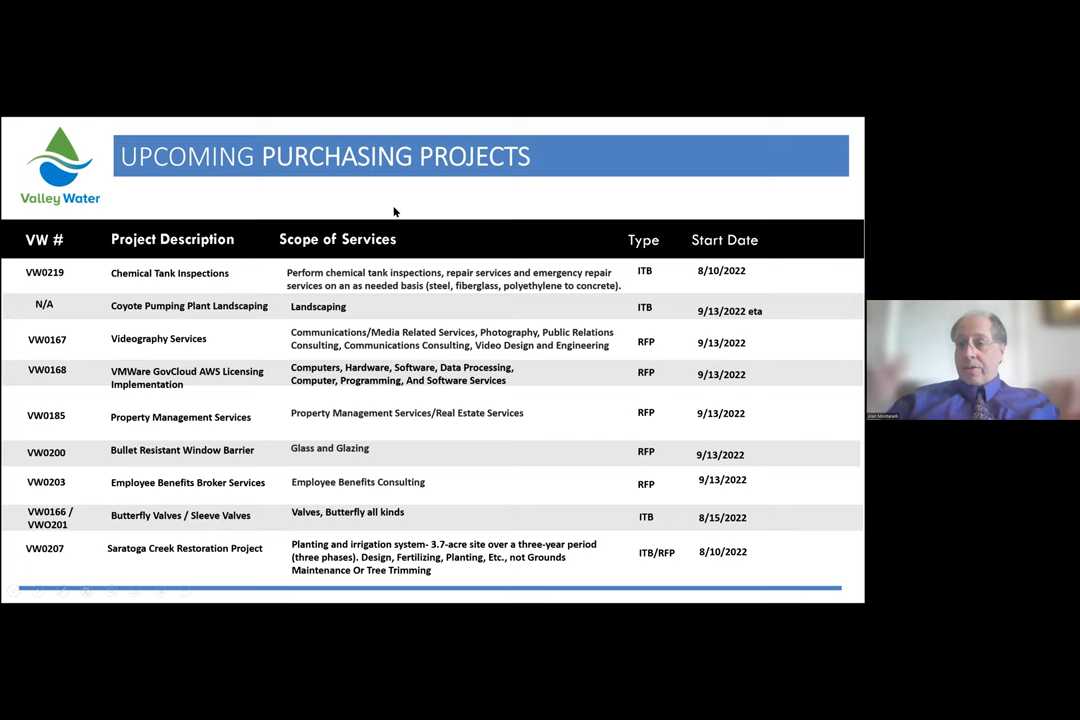 UPCOMING PURCHASING PROJECTS
Valley Water
VW # Project Description Scope of Services Type Start Date
VW0219 Chemical Tank Inspections Perform chemical tank inspections, repair services and emergency repair ITB 8/10/2022
services on an as needed basis (steel, fiberglass, polyethylene to concrete).
N/A Coyote Pumping Plant Landscaping Landscaping ITB 9/13/2022 eta
VW0167 Videography Services Communications/Media Related Services, Photography, Public Relations RFP 9/13/2022
Consulting, Communications Consulting, Video Design and Engineering
VW0168 VMWare GovCloud AWS Licensing Computers, Hardware, Software, Data Processing, RFP 9/13/2022
Implementation Computer, Programming, And Software Services
VW0185 Property Management Services Property Management Services/Real Estate Services RFP 9/13/2022
VW0200 Bullet Resistant Window Barrier Glass and Glazing RFP 9/13/2022
VW0203 Employee Benefits Broker Services Employee Benefits Consulting RFP 9/13/2022
VW0166 / Butterfly Valves / Sleeve Valves Valves, Butterfly all kinds ITB 8/15/2022
VWO201
VW0207 Saratoga Creek Restoration Project Planting and irrigation system- 3.7-acre site over a three-year period ITB/RFP 8/10/2022
(three phases). Design, Fertilizing, Planting, Etc., not Grounds
Maintenance Or Tree Trimming